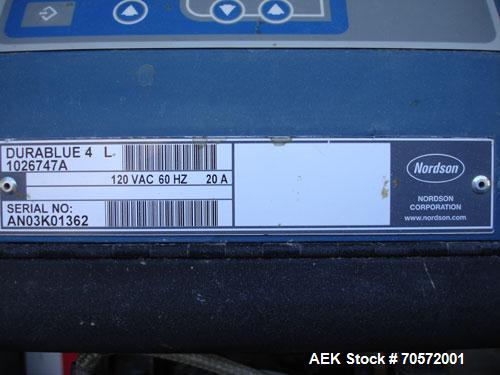 DURABLUE 4 L.
1026747A
120 VAC 60 HZ 20 A
SERIAL NO:
AN03K01362
Nordson
NORDSON
CORPORATION
www.nordson.com
AEK Stock # 70572001